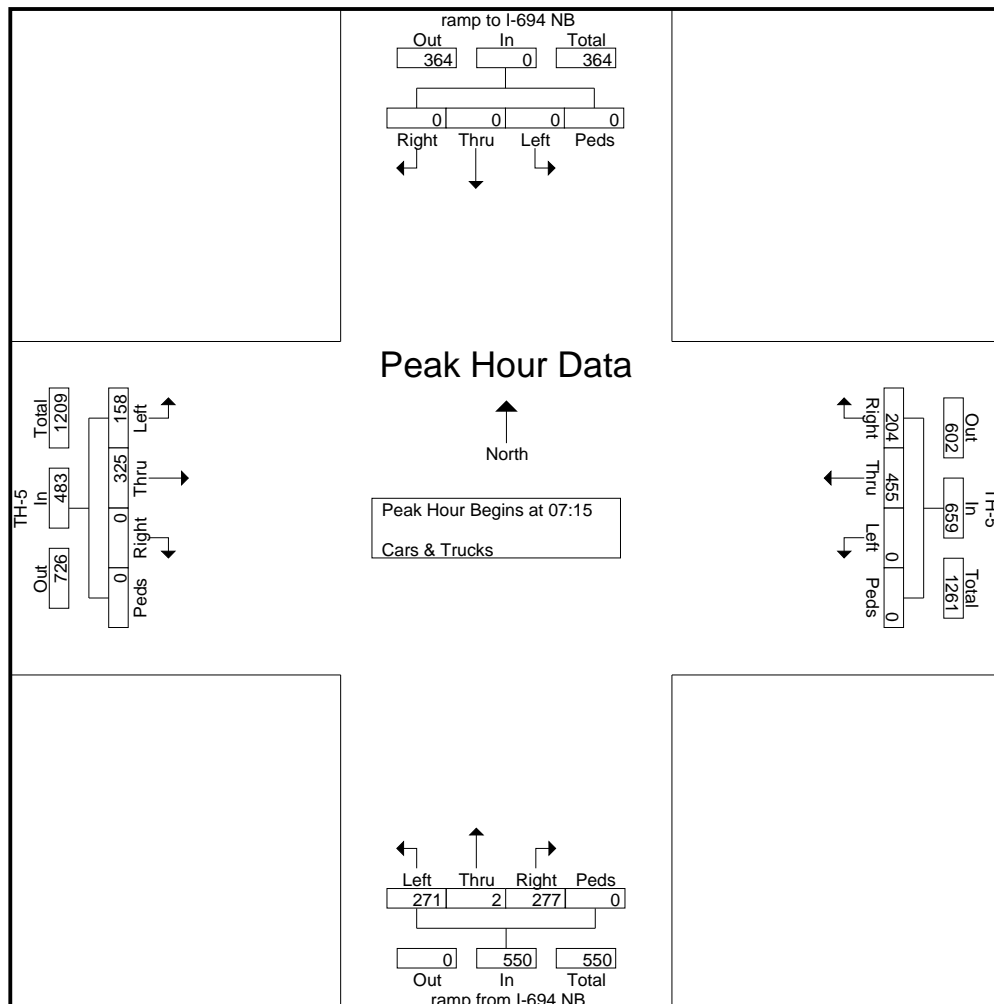 ramp to I-694 NB
Out In Total
364 0 364
0 0 0 0
Right Thru Left Peds
Peak Hour Data
North
Peak Hour Begins at 07:15
Cars & Trucks
TH-5
Total In Out
1209 483 726
158 325 0 0
Left Thru Right Peds
Right Thru Left Peds
204 455 0 0
Out In Total
602 659 1261
TH-5
Left Thru Right Peds
271 2 277 0
0 550 550
Out In Total
ramp from I-694 NB